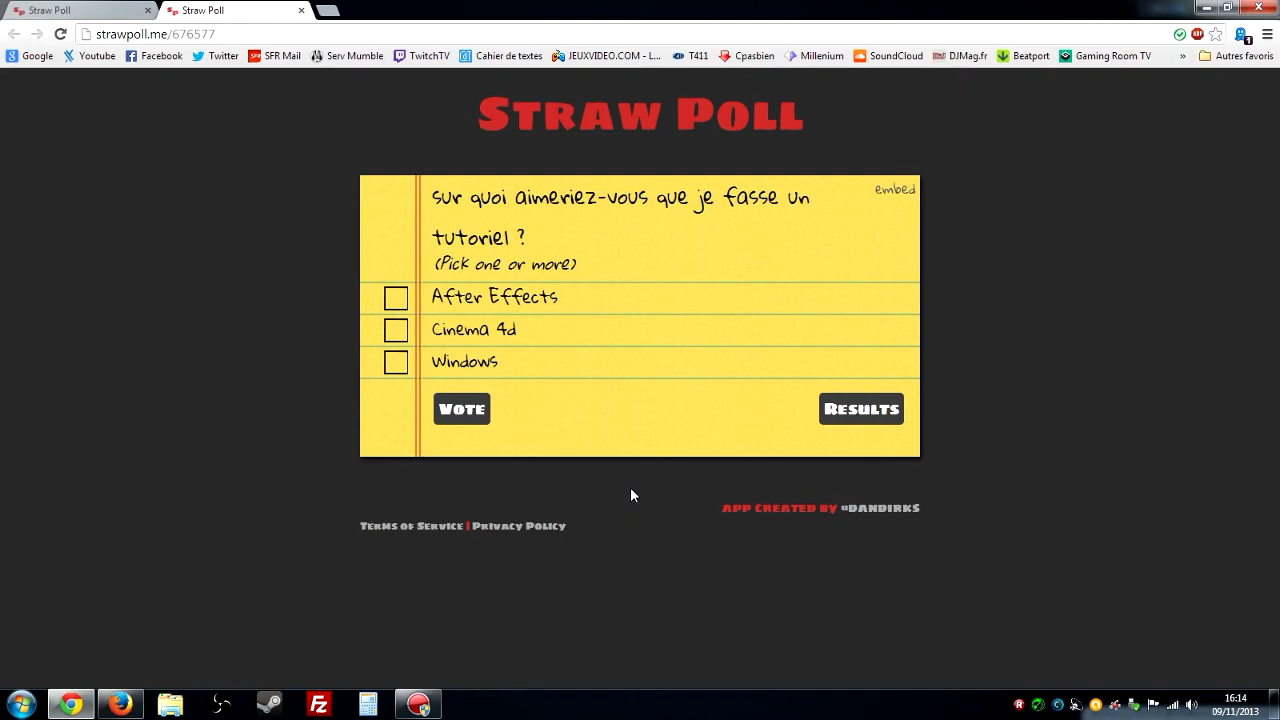 Straw Poll
Straw Poll
strawpoll.me/676577
Google Youtube Facebook Twitter SFR Mail Serv Mumble TwitchTV Cahier de textes JEUXVIDEO.COM - L... T411 Cpasbien Millenium SoundCloud DJMag.fr Beatport Gaming Room TV » Autres favoris
Straw Poll
embed
sur quoi aimeriez-vous que je fasse un
tutoriel ?
(Pick one or more)
After Effects
Cinema 4d
Windows
Vote Results
App created by @dandirks
Terms of Service | Privacy Policy
16:14
09/11/2013